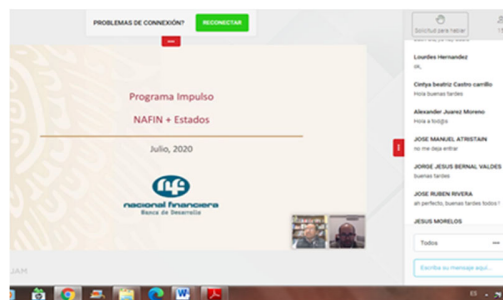 PROBLEMAS DE CONNEXIÓN?
RECONECTAR
Programa Impulso
NAFIN + Estados
Julio, 2020
nacional financiera
Banca de Desarrollo
Solicitud para hablar
Lourdes Hernandez
ok,
Cintya beatriz Castro carrillo
Hola buenas tardes
Alexander Juarez Moreno
Hola a tod@s
JOSE MANUEL ATRISTAIN
no me deja entrar
JORGE JESUS BERNAL VALDES
buenas tardes
JOSE RUBEN RIVERA
ah perfecto, buenas tardes todos !
JESUS MORELOS
Todos
Escriba su mensaje aquí...
JAM
ES